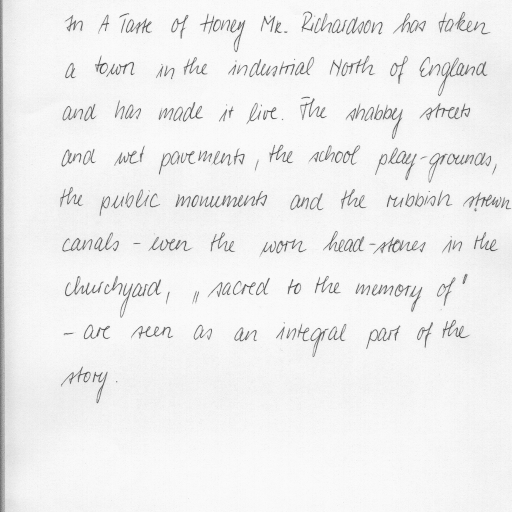 In A Taste of Honey Mr. Richardson has taken
a town in the industrial North of England
and has made it live. The shabby streets
and wet pavements, the school play-grounds,
the public monuments and the rubbish strewn
canals - even the worn head-stones in the
churchyard, „sacred to the memory of"
- are seen as an integral part of the
story.